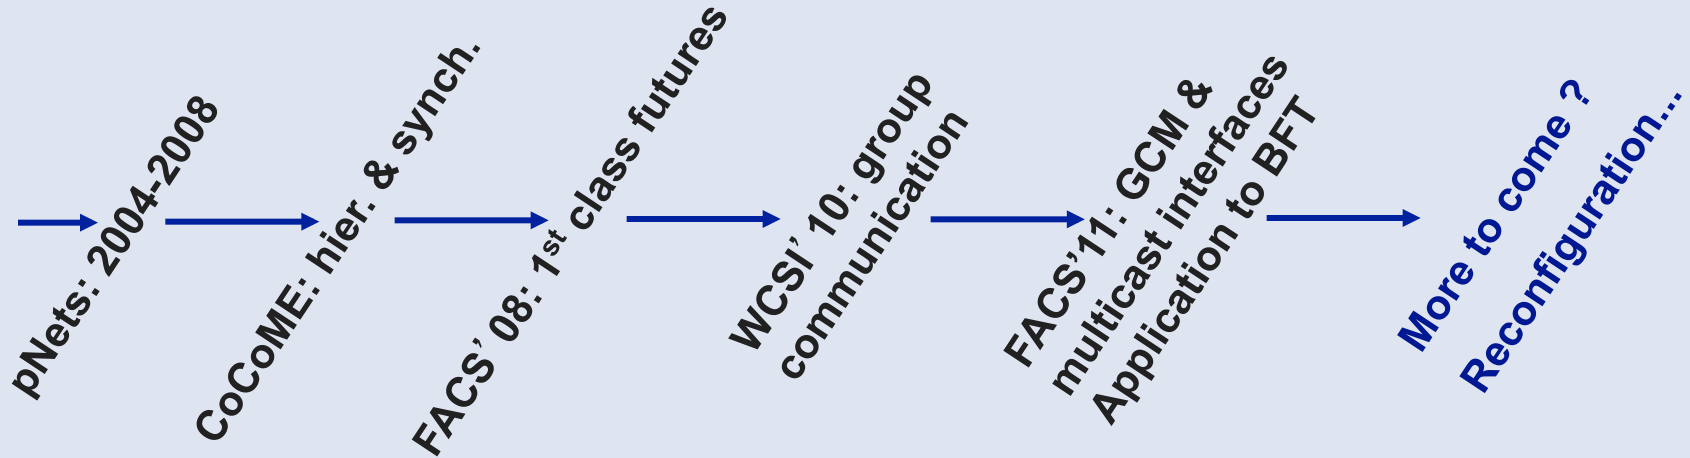 pNets: 2004-2008
CoCoME: hier. & synch.
FACS' 08: 1st class futures
WCSI' 10: group
communication
FACS'11: GCM &
multicast interfaces
Application to BFT
More to come ?
Reconfiguration...